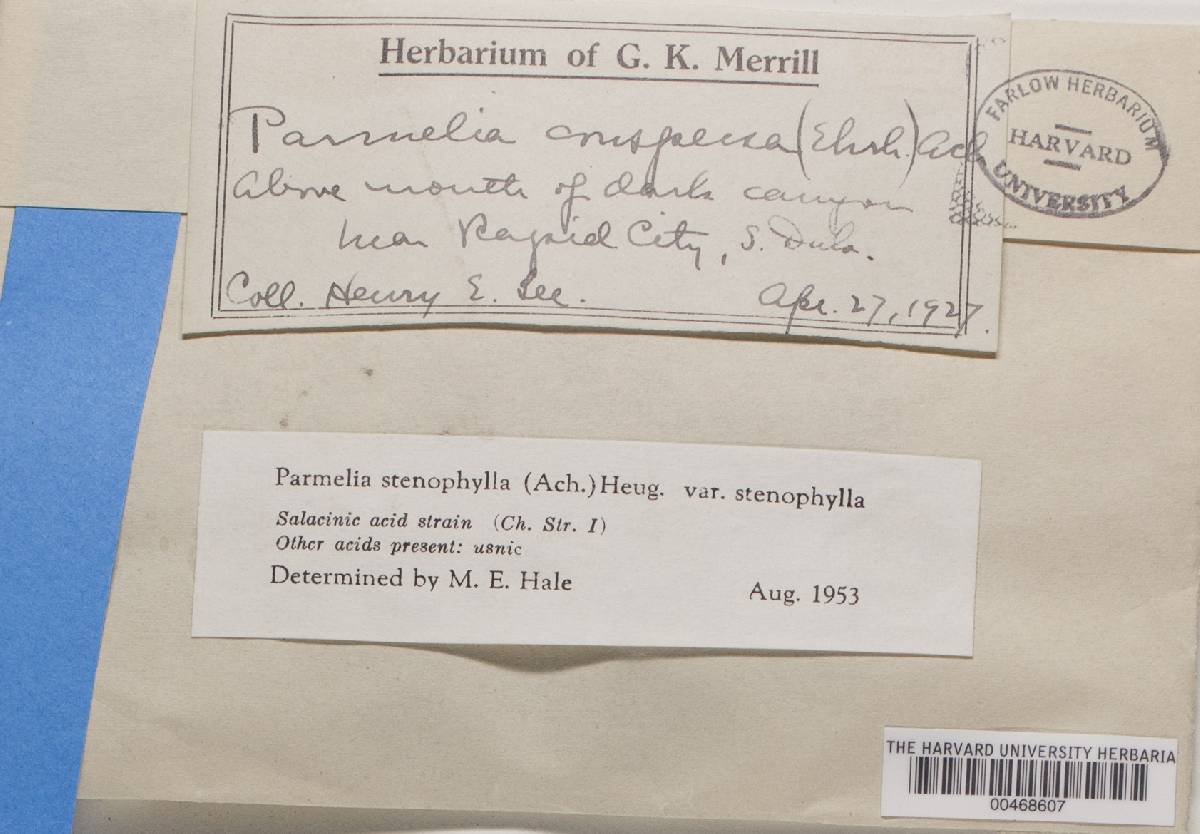 Herbarium of G. K. Merrill
Parmelia conspersa (Ehrh.) Ach
Above mouth of dark canyon
near Rapid City, S. Dak.
Coll. Henry E. Lee.
Apr. 27, 1927.
FARLOW HERBARIUM
HARVARD
UNIVERSITY
Parmelia stenophylla (Ach.) Heug. var. stenophylla
Salacinic acid strain (Ch. Str. I)
Other acids present: usnic
Determined by M. E. Hale
Aug. 1953
THE HARVARD UNIVERSITY HERBARIA
00468607